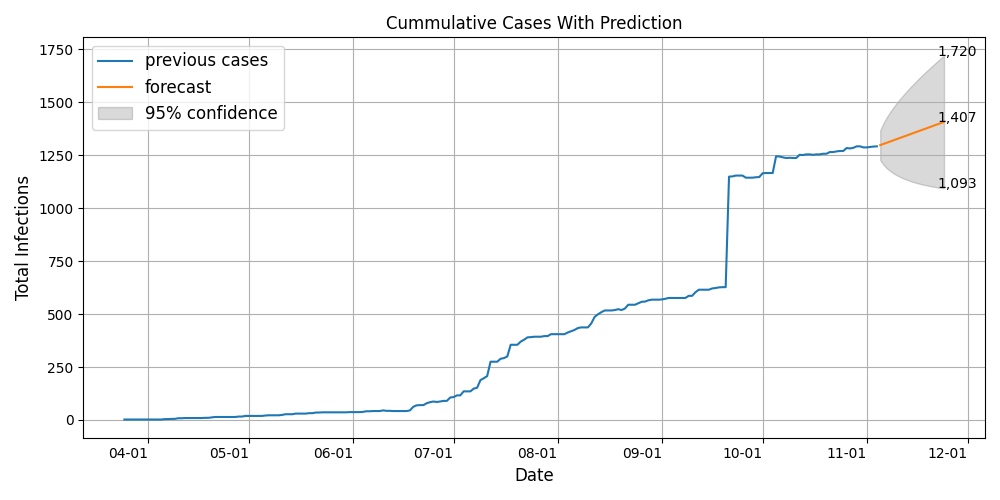 Cummulative Cases With Prediction
previous cases
forecast
95% confidence
1,720
1,407
1,093
Total Infections
1750
1500
1250
1000
750
500
250
0
04-01 05-01 06-01 07-01 08-01 09-01 10-01 11-01 12-01
Date